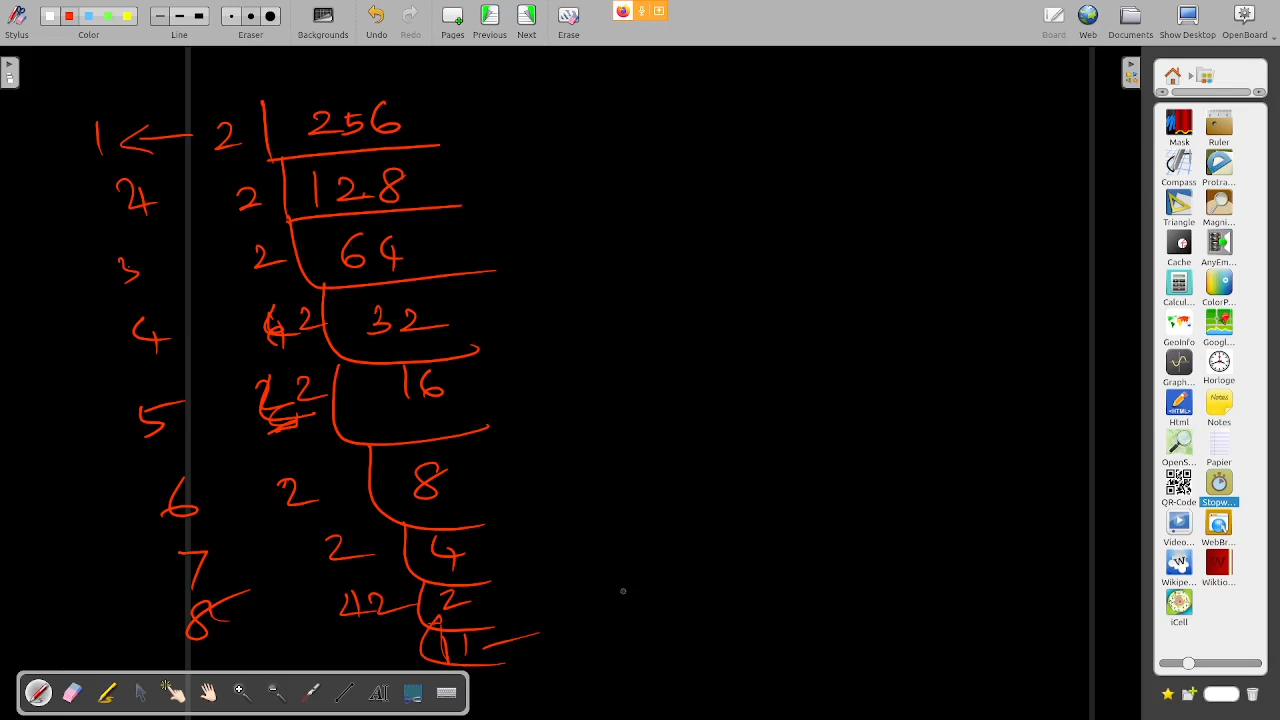 Stylus Color Line Eraser Backgrounds Undo Redo Pages Previous Next Erase Board Web Documents Show Desktop OpenBoard
1 2 256
2 2 128
3 2 64
4 2 32
5 2 16
6 2 8
7 2 4
8 2 2
1
Mask Ruler
Compass Protra...
Triangle Magni...
Cache AnyEm...
Calcul... ColorP...
GeoInfo Googl...
Graph... Horloge
Html Notes
OpenS... Papier
QR-Code Stopw...
Video... WebBr...
Wikipe... Wiktio...
iCell